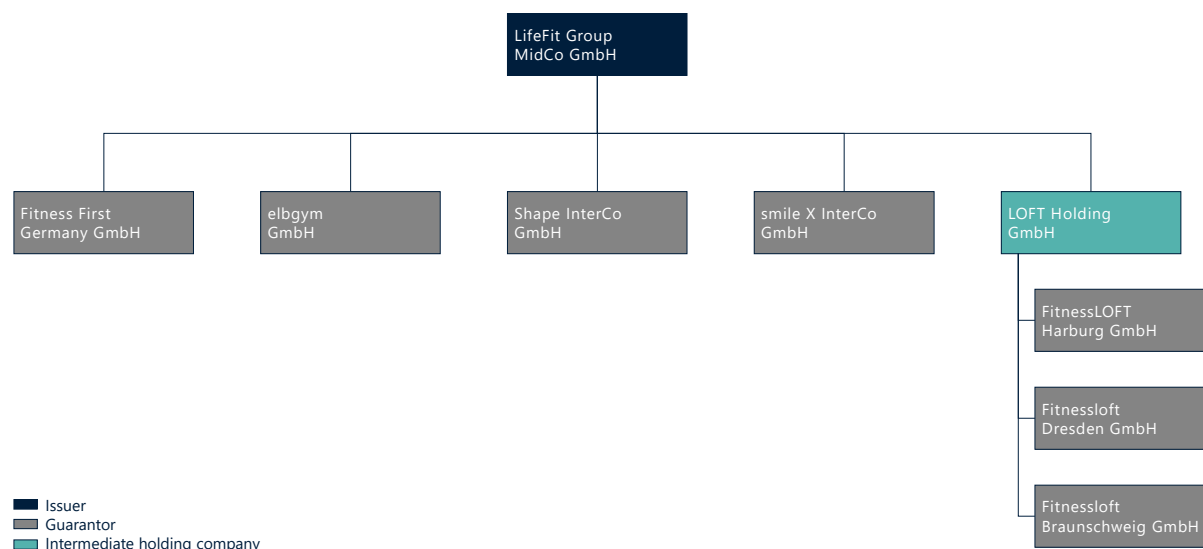 LifeFit Group
MidCo GmbH
Fitness First
Germany GmbH
elbgym
GmbH
Shape InterCo
GmbH
smile X InterCo
GmbH
LOFT Holding
GmbH
FitnessLOFT
Harburg GmbH
Fitnessloft
Dresden GmbH
Fitnessloft
Braunschweig GmbH
Issuer
Guarantor
Intermediate holding company